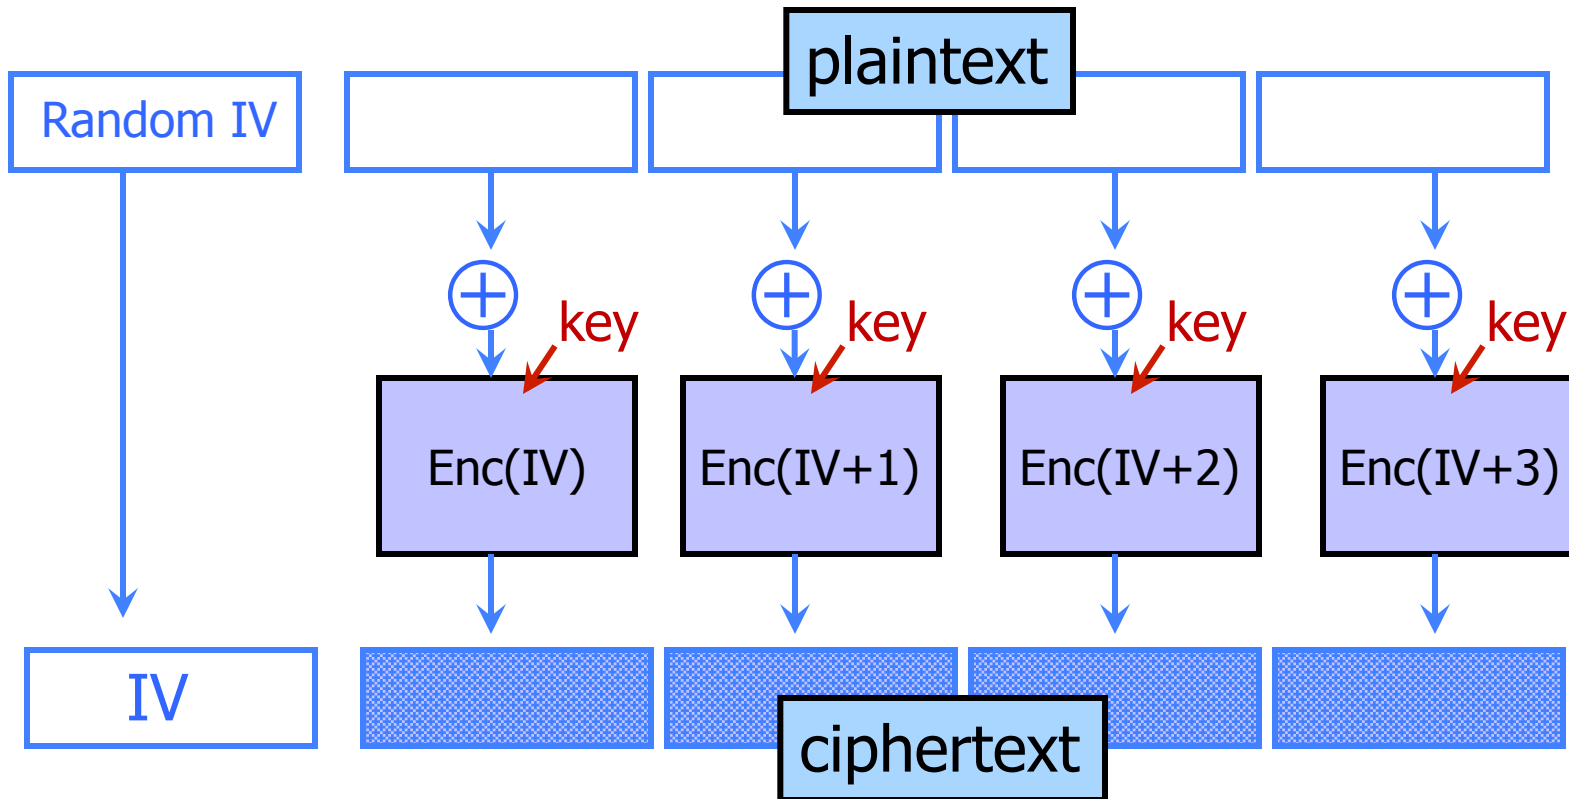 plaintext
Random IV
key
key
key
key
Enc(IV)
Enc(IV+1)
Enc(IV+2)
Enc(IV+3)
IV
ciphertext